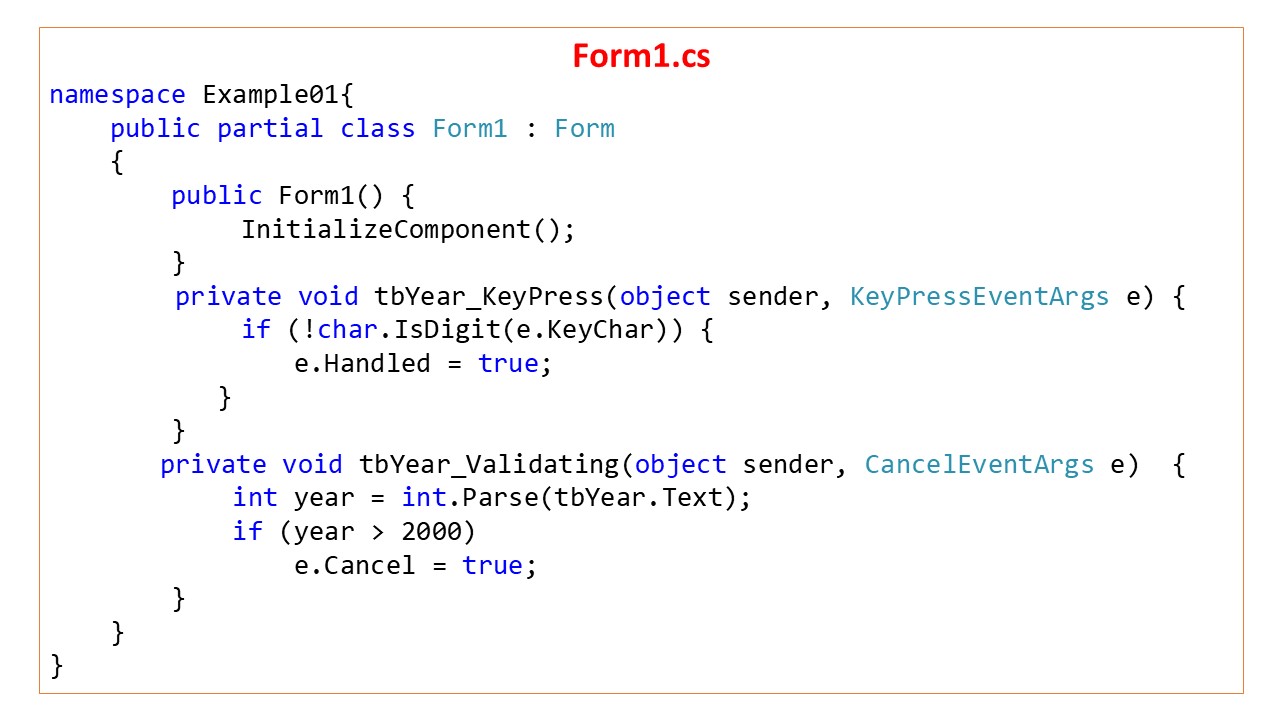 Form1.cs
namespace Example01{
    public partial class Form1 : Form
    {
        public Form1() {
            InitializeComponent();
        }
        private void tbYear_KeyPress(object sender, KeyPressEventArgs e) {
            if (!char.IsDigit(e.KeyChar)) {
                e.Handled = true;
           }
        }
       private void tbYear_Validating(object sender, CancelEventArgs e)  {
            int year = int.Parse(tbYear.Text);
            if (year > 2000)
                e.Cancel = true;
        }
    }
}